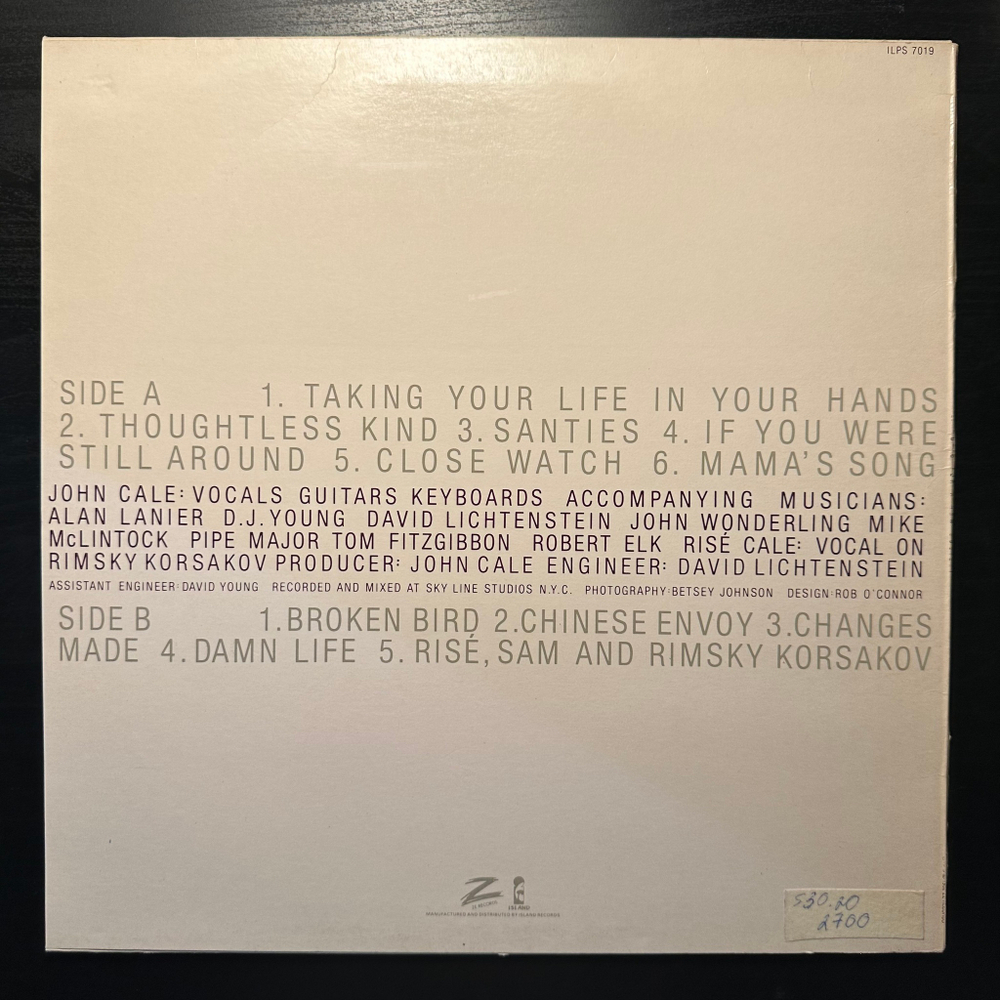 ILPS 7019
SIDE A 1. TAKING YOUR LIFE IN YOUR HANDS
2. THOUGHTLESS KIND 3. SANTIES 4. IF YOU WERE
STILL AROUND 5. CLOSE WATCH 6. MAMA'S SONG
JOHN CALE: VOCALS GUITARS KEYBOARDS ACCOMPANYING MUSICIANS:
ALAN LANIER D.J. YOUNG DAVID LICHTENSTEIN JOHN WONDERLING MIKE
McLINTOCK PIPE MAJOR TOM FITZGIBBON ROBERT ELK RISÉ CALE: VOCAL ON
RIMSKY KORSAKOV PRODUCER: JOHN CALE ENGINEER: DAVID LICHTENSTEIN
ASSISTANT ENGINEER: DAVID YOUNG RECORDED AND MIXED AT SKY LINE STUDIOS N.Y.C. PHOTOGRAPHY: BETSEY JOHNSON DESIGN: ROB O'CONNOR
SIDE B 1. BROKEN BIRD 2. CHINESE ENVOY 3. CHANGES
MADE 4. DAMN LIFE 5. RISÉ, SAM AND RIMSKY KORSAKOV
Z
ZE RECORDS ISLAND
MANUFACTURED AND DISTRIBUTED BY ISLAND RECORDS
530.20
2700